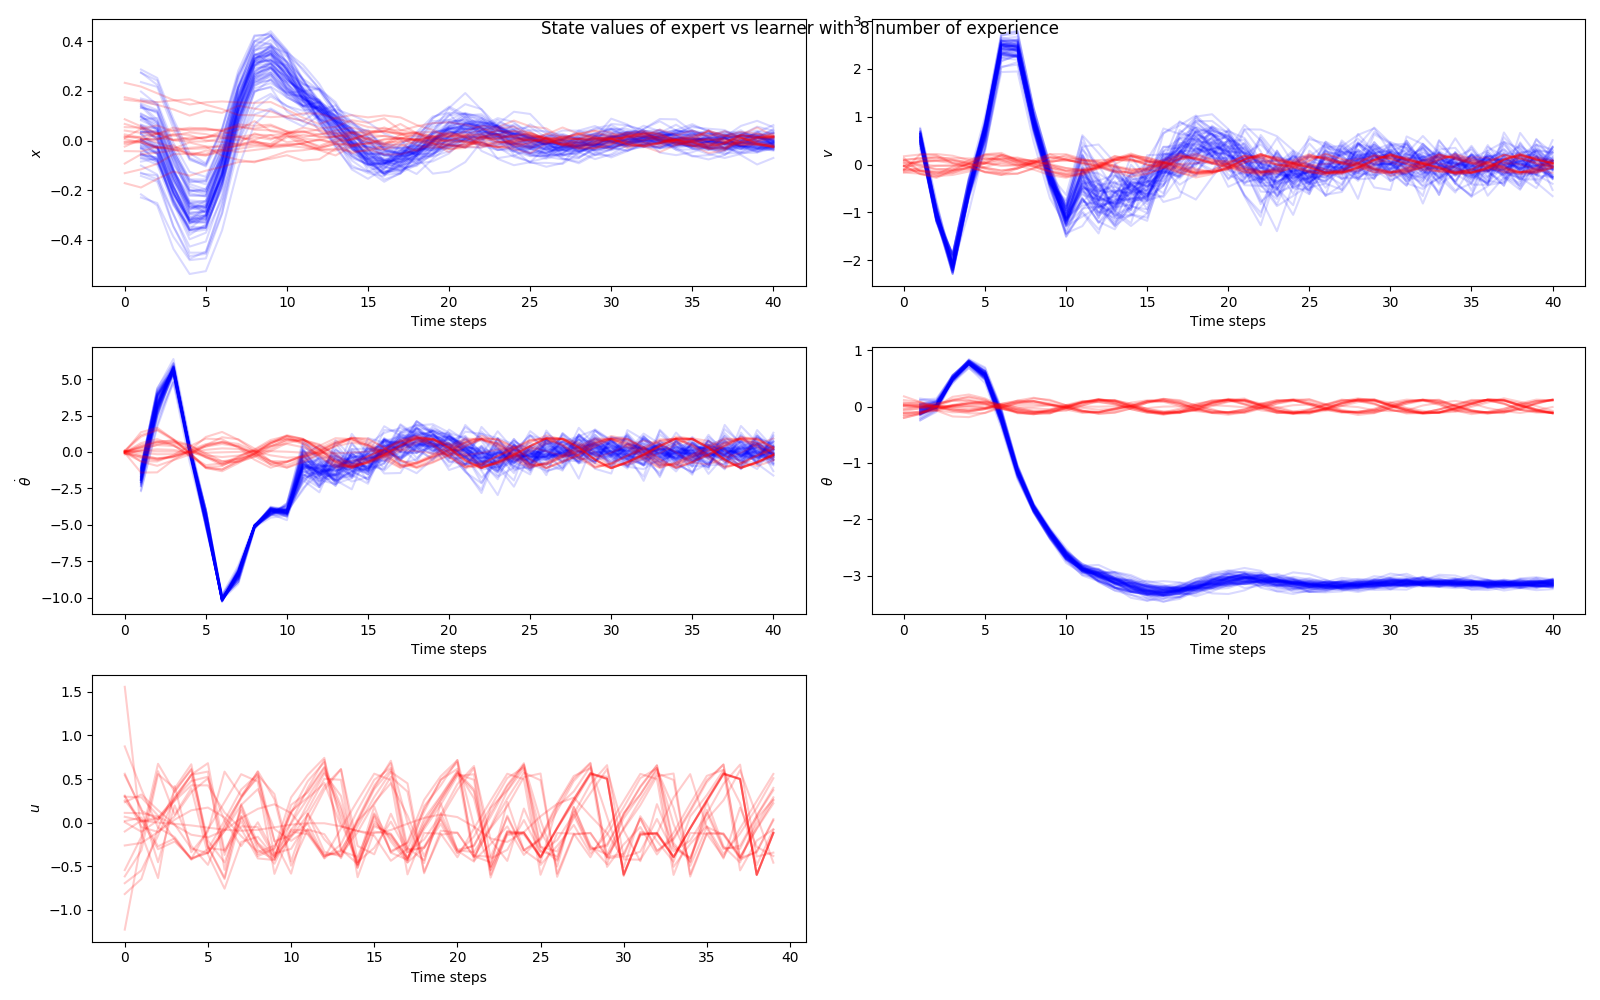 State values of expert vs learner with 8 number of experience
0.4
0.2
0.0
−0.2
−0.4
x
0 5 10 15 20 25 30 35 40
Time steps
3
2
1
0
−1
−2
v
0 5 10 15 20 25 30 35 40
Time steps
5.0
2.5
0.0
−2.5
−5.0
−7.5
−10.0
θ̇
0 5 10 15 20 25 30 35 40
Time steps
1
0
−1
−2
−3
θ
0 5 10 15 20 25 30 35 40
Time steps
1.5
1.0
0.5
0.0
−0.5
−1.0
u
0 5 10 15 20 25 30 35 40
Time steps